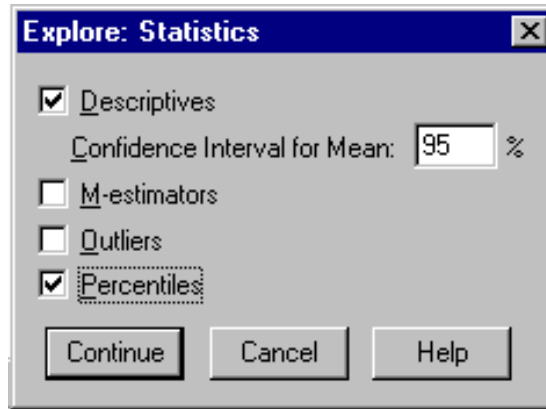 Explore: Statistics
Descriptives
Confidence Interval for Mean: 95 %
M-estimators
Outliers
Percentiles
Continue Cancel Help